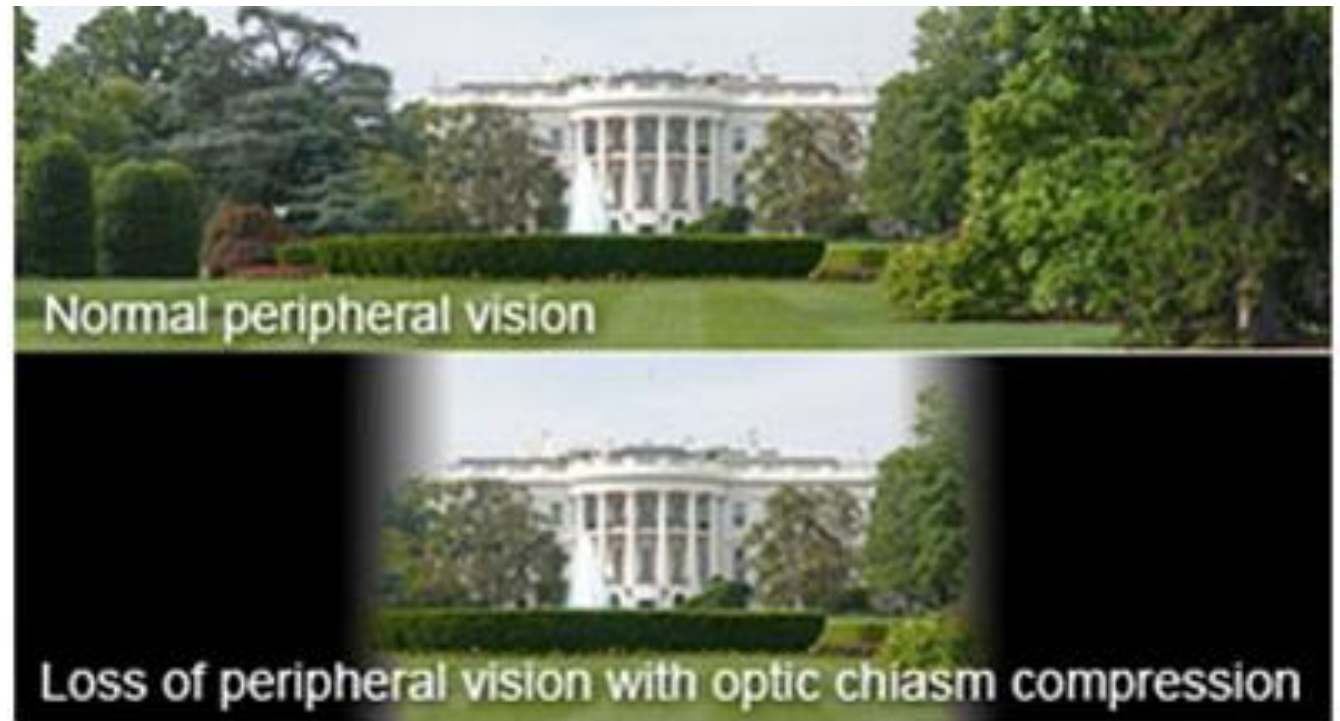 Normal peripheral vision
Loss of peripheral vision with optic chiasm compression